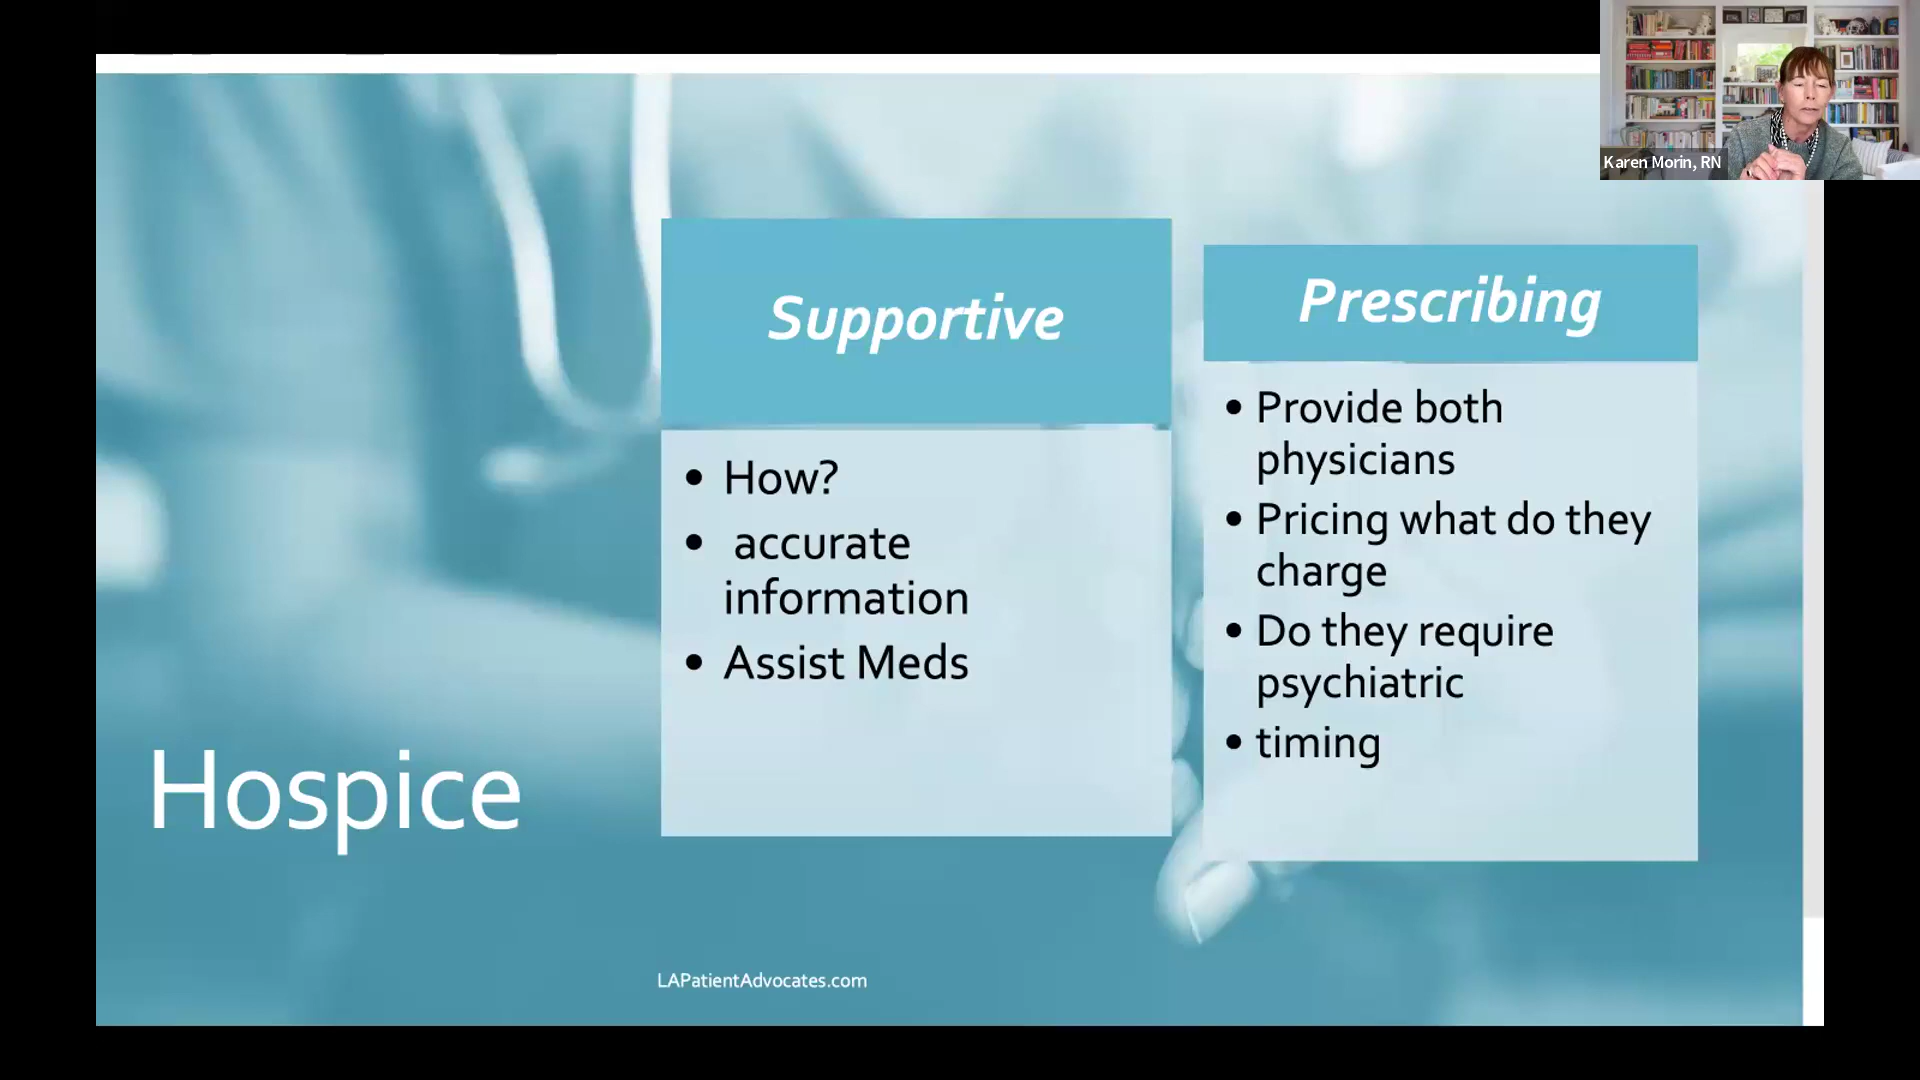 Karen Morin, RN
Hospice
Supportive
• How?
• accurate
information
• Assist Meds
Prescribing
• Provide both
physicians
• Pricing what do they
charge
• Do they require
psychiatric
• timing
LAPatientAdvocates.com